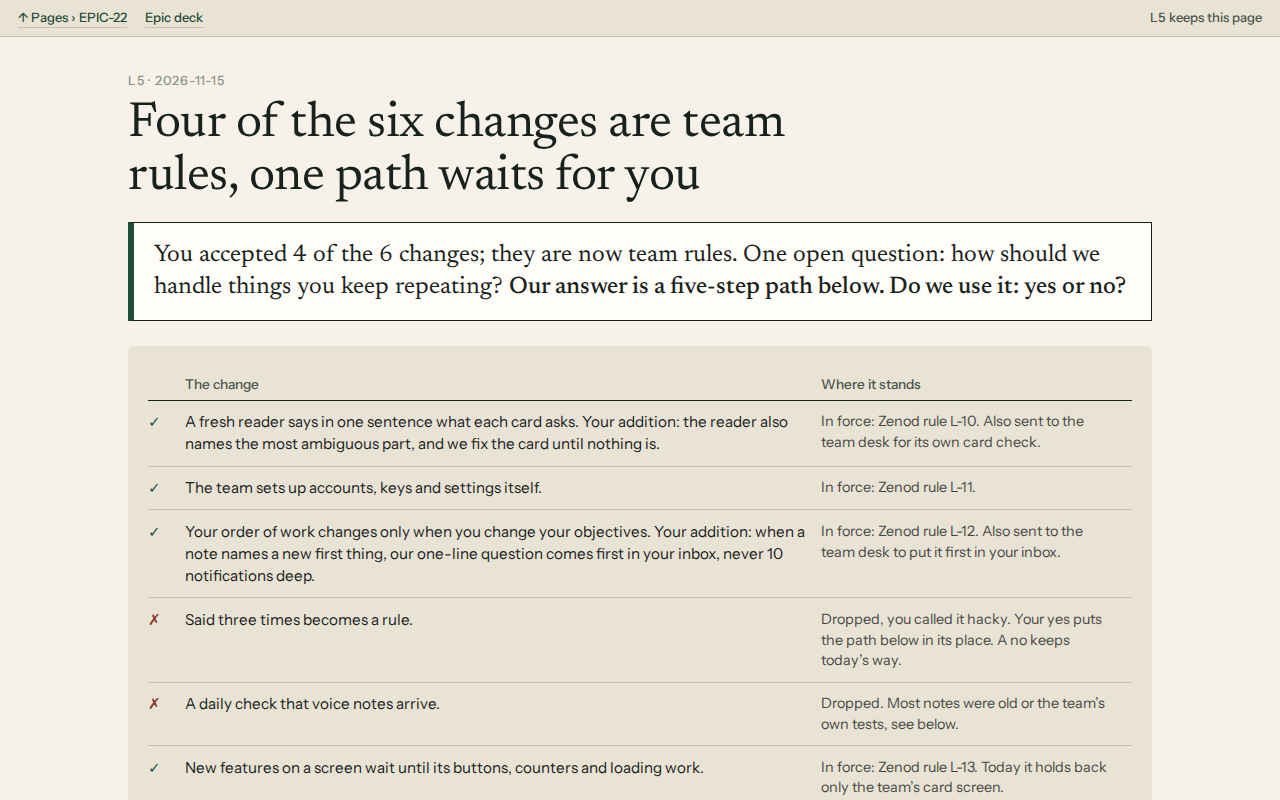 ↑ Pages › EPIC-22 Epic deck L5 keeps this page
L5 · 2026-11-15
Four of the six changes are team
rules, one path waits for you
You accepted 4 of the 6 changes; they are now team rules. One open question: how should we
handle things you keep repeating? Our answer is a five-step path below. Do we use it: yes or no?
The change Where it stands
✓ A fresh reader says in one sentence what each card asks. Your addition: the reader also
names the most ambiguous part, and we fix the card until nothing is.
In force: Zenod rule L-10. Also sent to the
team desk for its own card check.
✓ The team sets up accounts, keys and settings itself.
In force: Zenod rule L-11.
✓ Your order of work changes only when you change your objectives. Your addition: when a
note names a new first thing, our one-line question comes first in your inbox, never 10
notifications deep.
In force: Zenod rule L-12. Also sent to the
team desk to put it first in your inbox.
✗ Said three times becomes a rule.
Dropped, you called it hacky. Your yes puts
the path below in its place. A no keeps
today’s way.
✗ A daily check that voice notes arrive.
Dropped. Most notes were old or the team’s
own tests, see below.
✓ New features on a screen wait until its buttons, counters and loading work.
In force: Zenod rule L-13. Today it holds back
only the team’s card screen.